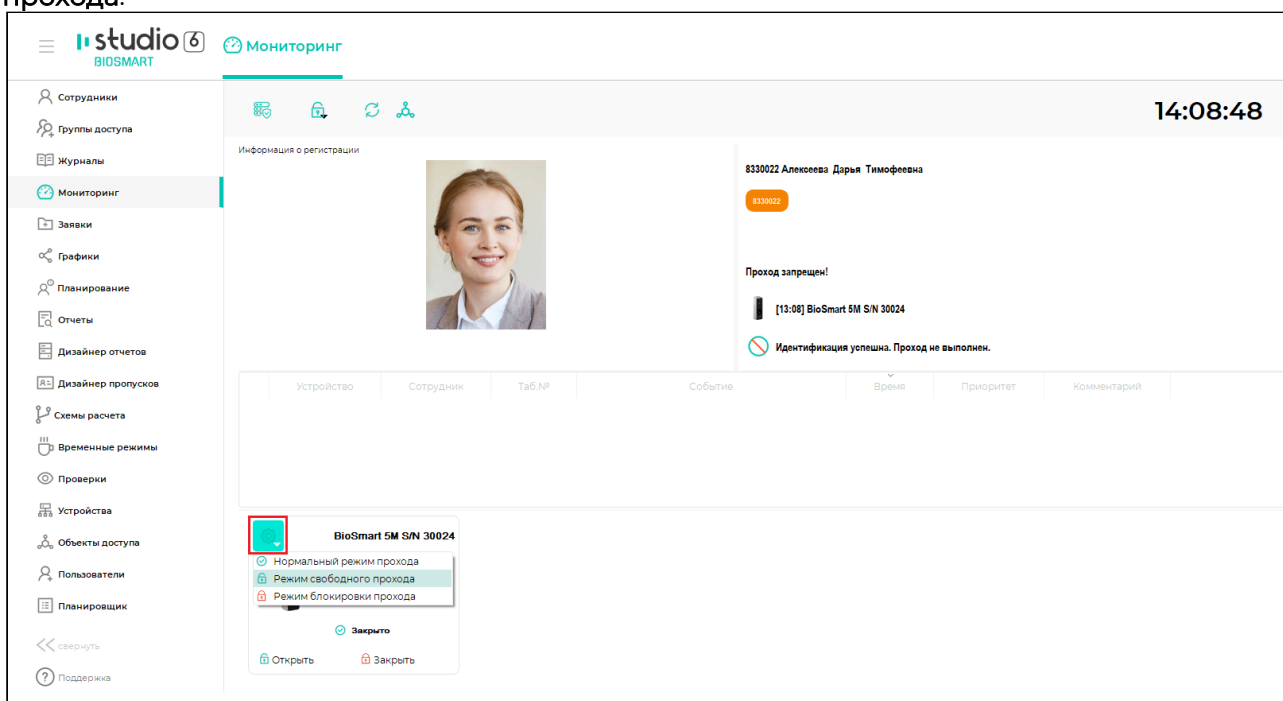 прохода.
studio 6
BIOSMART
Мониторинг
Сотрудники
Группы доступа
Журналы
Мониторинг
Заявки
Графики
Планирование
Отчеты
Дизайнер отчетов
Дизайнер пропусков
Схемы расчета
Временные режимы
Проверки
Устройства
Объекты доступа
Пользователи
Планировщик
свернуть
Поддержка
14:08:48
Информация о регистрации
8330022 Алексеева Дарья Тимофеевна
8330022
Проход запрещен!
[13:08] BioSmart 5M S/N 30024
Идентификация успешна. Проход не выполнен.
Устройство Сотрудник Таб.№ Событие Время Приоритет Комментарий
BioSmart 5M S/N 30024
Нормальный режим прохода
Режим свободного прохода
Режим блокировки прохода
Закрыто
Открыть Закрыть